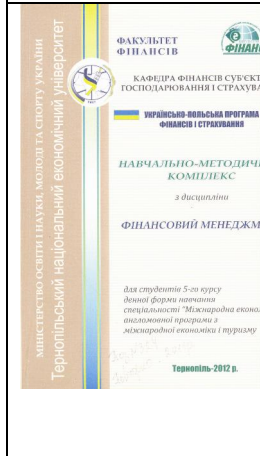 МІНІСТЕРСТВО ОСВІТИ І НАУКИ, МОЛОДІ ТА СПОРТУ УКРАЇНИ
Тернопільський національний економічний університет
ФАКУЛЬТЕТ
ФІНАНСІВ
ФІНАН
КАФЕДРА ФІНАНСІВ СУБ'ЄКТ
ГОСПОДАРЮВАННЯ І СТРАХУВА
УКРАЇНСЬКО-ПОЛЬСЬКА ПРОГРАМА
ФІНАНСІВ І СТРАХУВАННЯ
НАВЧАЛЬНО-МЕТОДИЧН
КОМПЛЕКС
з дисципліни
ФІНАНСОВИЙ МЕНЕДЖМ
для студентів 5-го курсу
денної форми навчання
спеціальності "Міжнародна еконо
англомовної програми з
міжнародної економіки і туризму
Тернопіль-2012 р.